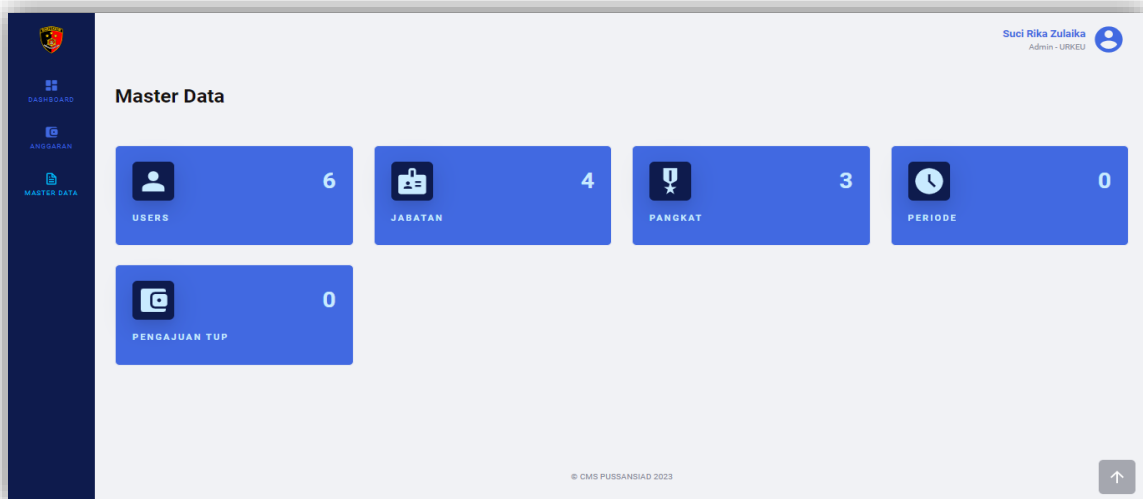 Suci Rika Zulaika
Admin - URKEU
DASHBOARD
ANGGARAN
MASTER DATA
Master Data
6
USERS
4
JABATAN
3
PANGKAT
0
PERIODE
0
PENGAJUAN TUP
© CMS PUSSANSIAD 2023